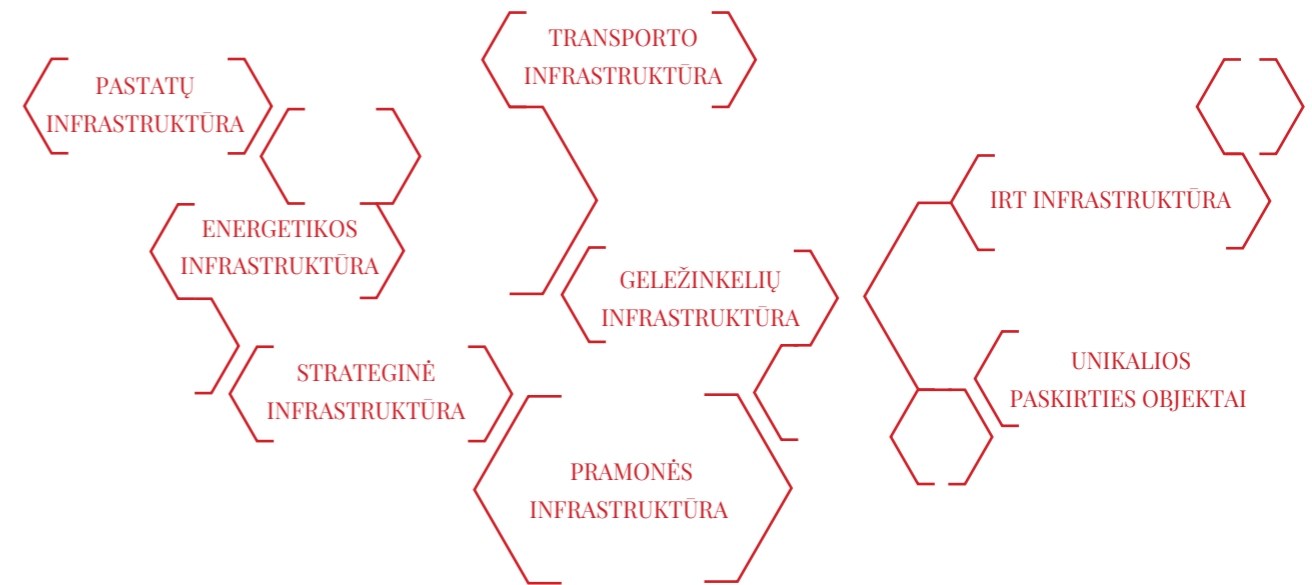 TRANSPORTO
INFRASTRUKTŪRA
PASTATŲ
INFRASTRUKTŪRA
IRT INFRASTRUKTŪRA
ENERGETIKOS
INFRASTRUKTŪRA
GELEŽINKELIŲ
INFRASTRUKTŪRA
STRATEGINĖ
INFRASTRUKTŪRA
UNIKALIOS
PASKIRTIES OBJEKTAI
PRAMONĖS
INFRASTRUKTŪRA